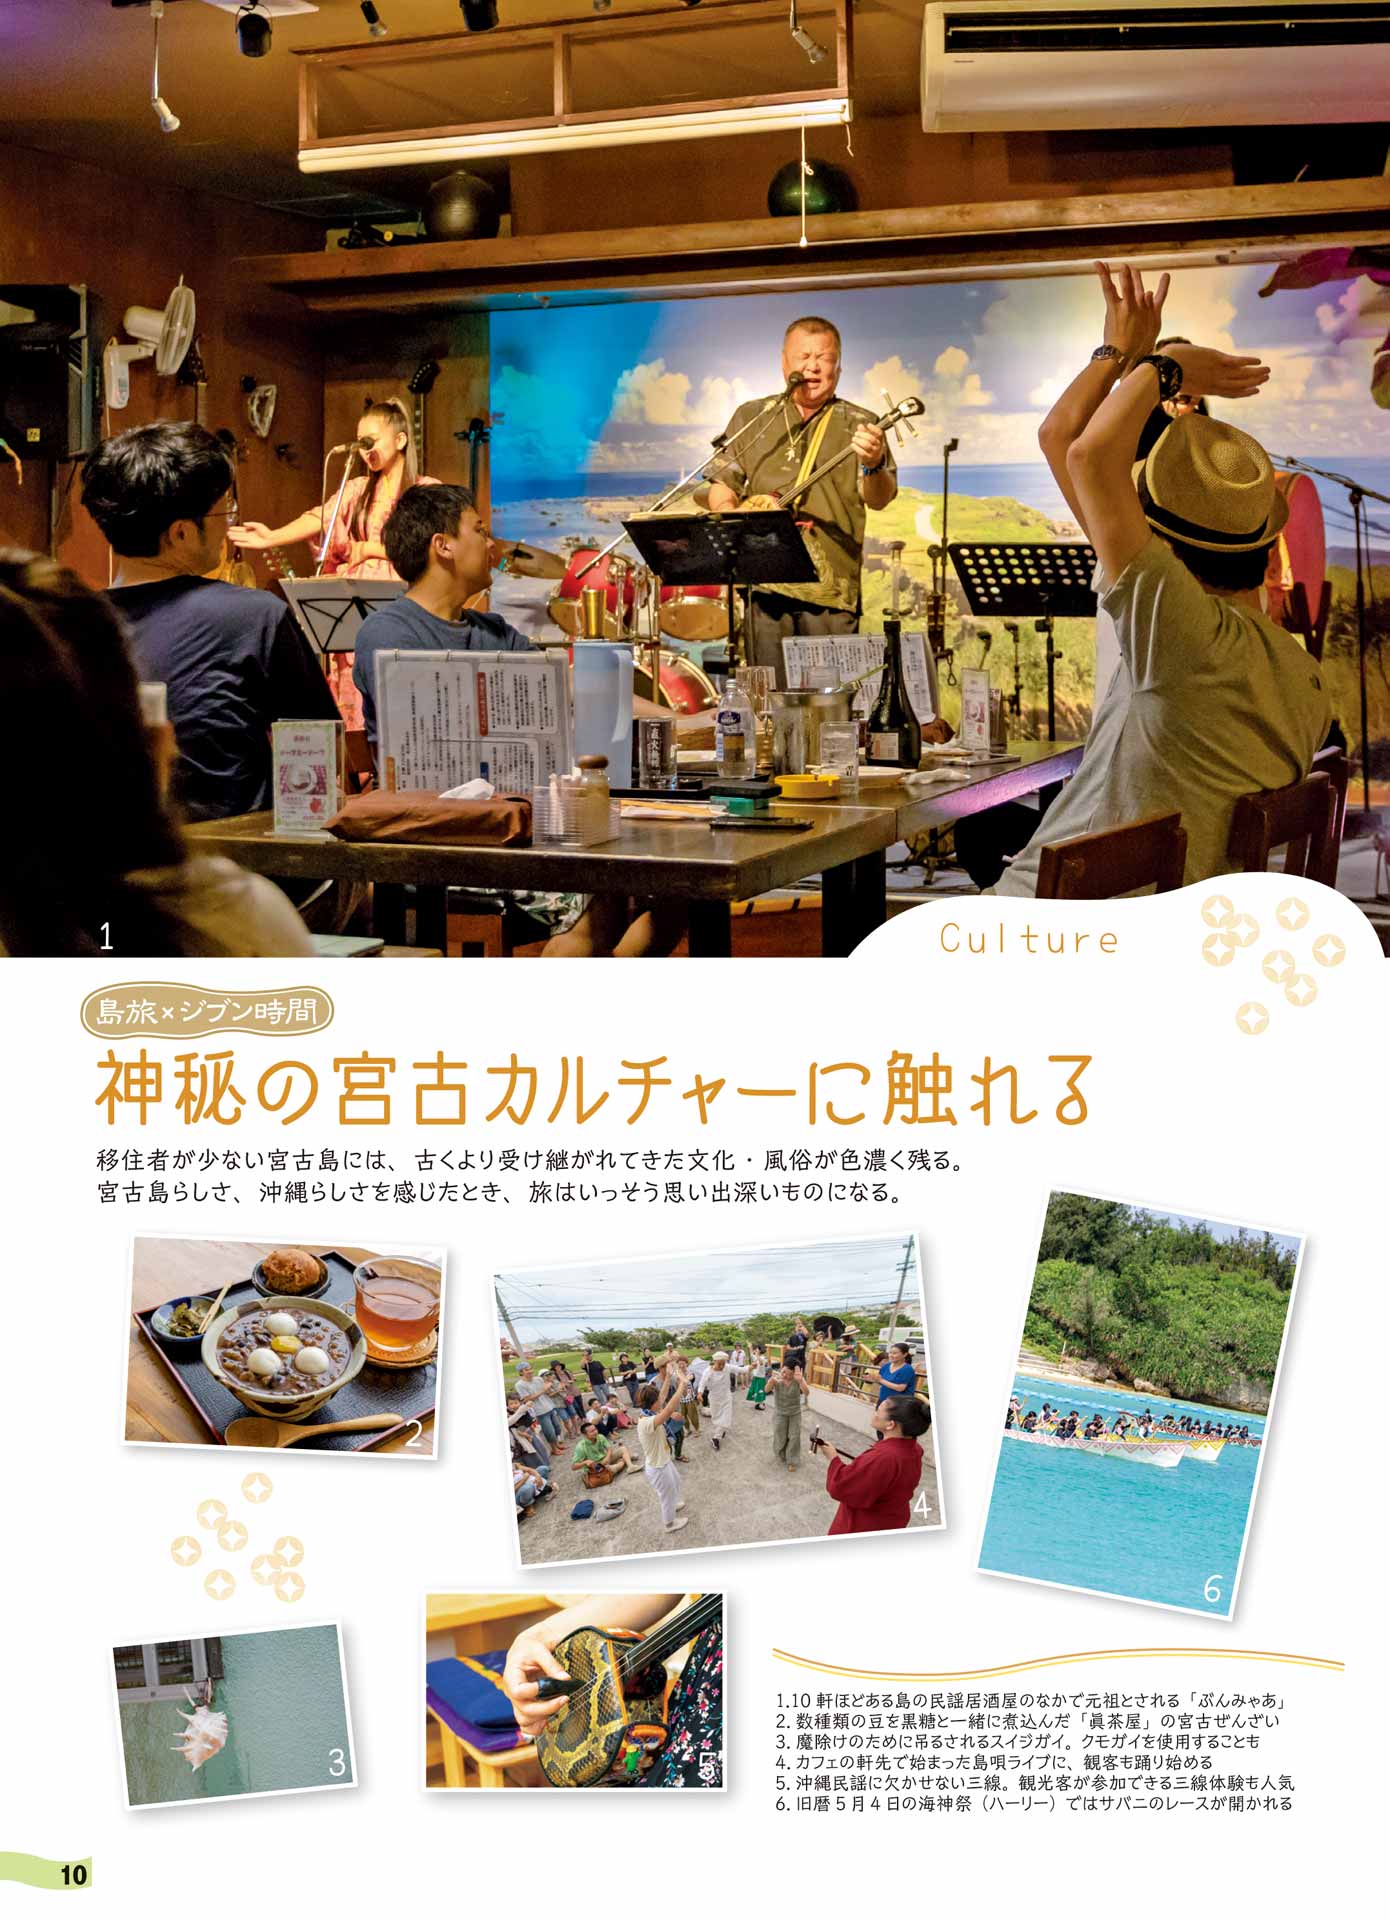 1
Culture
島旅×ジブン時間
神秘の宮古カルチャーに触れる
移住者が少ない宮古島には、古くより受け継がれてきた文化・風俗が色濃く残る。
宮古島らしさ、沖縄らしさを感じたとき、旅はいっそう思い出深いものになる。
2
4
6
3
5
1.10軒ほどある島の民謡居酒屋のなかで元祖とされる「ぶんみゃあ」
2.数種類の豆を黒糖と一緒に煮込んだ「眞茶屋」の宮古ぜんざい
3.魔除けのために吊るされるスイジガイ。クモガイを使用することも
4.カフェの軒先で始まった島唄ライブに、観客も踊り始める
5.沖縄民謡に欠かせない三線。観光客が参加できる三線体験も人気
6.旧暦5月4日の海神祭（ハーリー）ではサバニのレースが開かれる
10